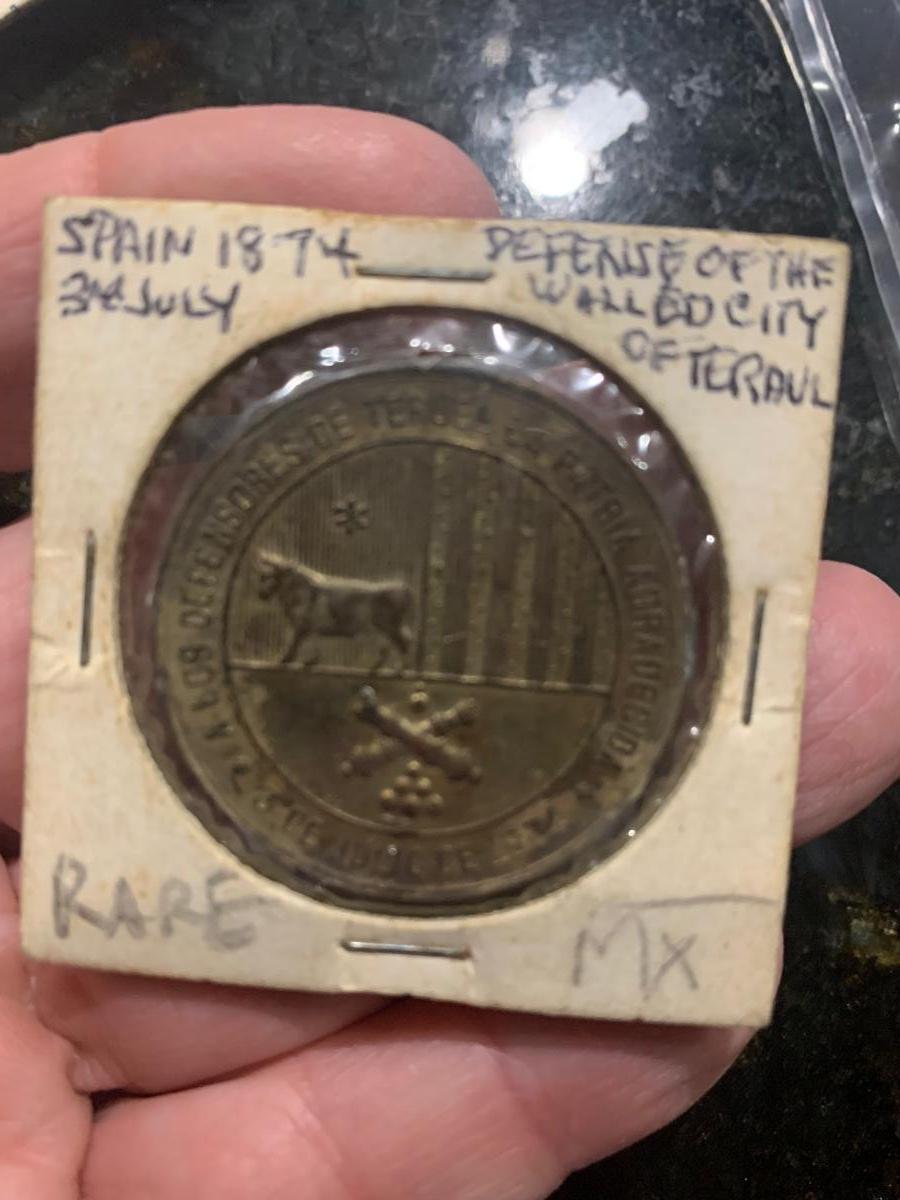 SPAIN 1874
3rd JULY
DEFENSE OF THE
WALLED CITY
OF TERAUL
A LOS DEFENSORES DE TERUEL LA PATRIA AGRADECIDA
RARE
MX